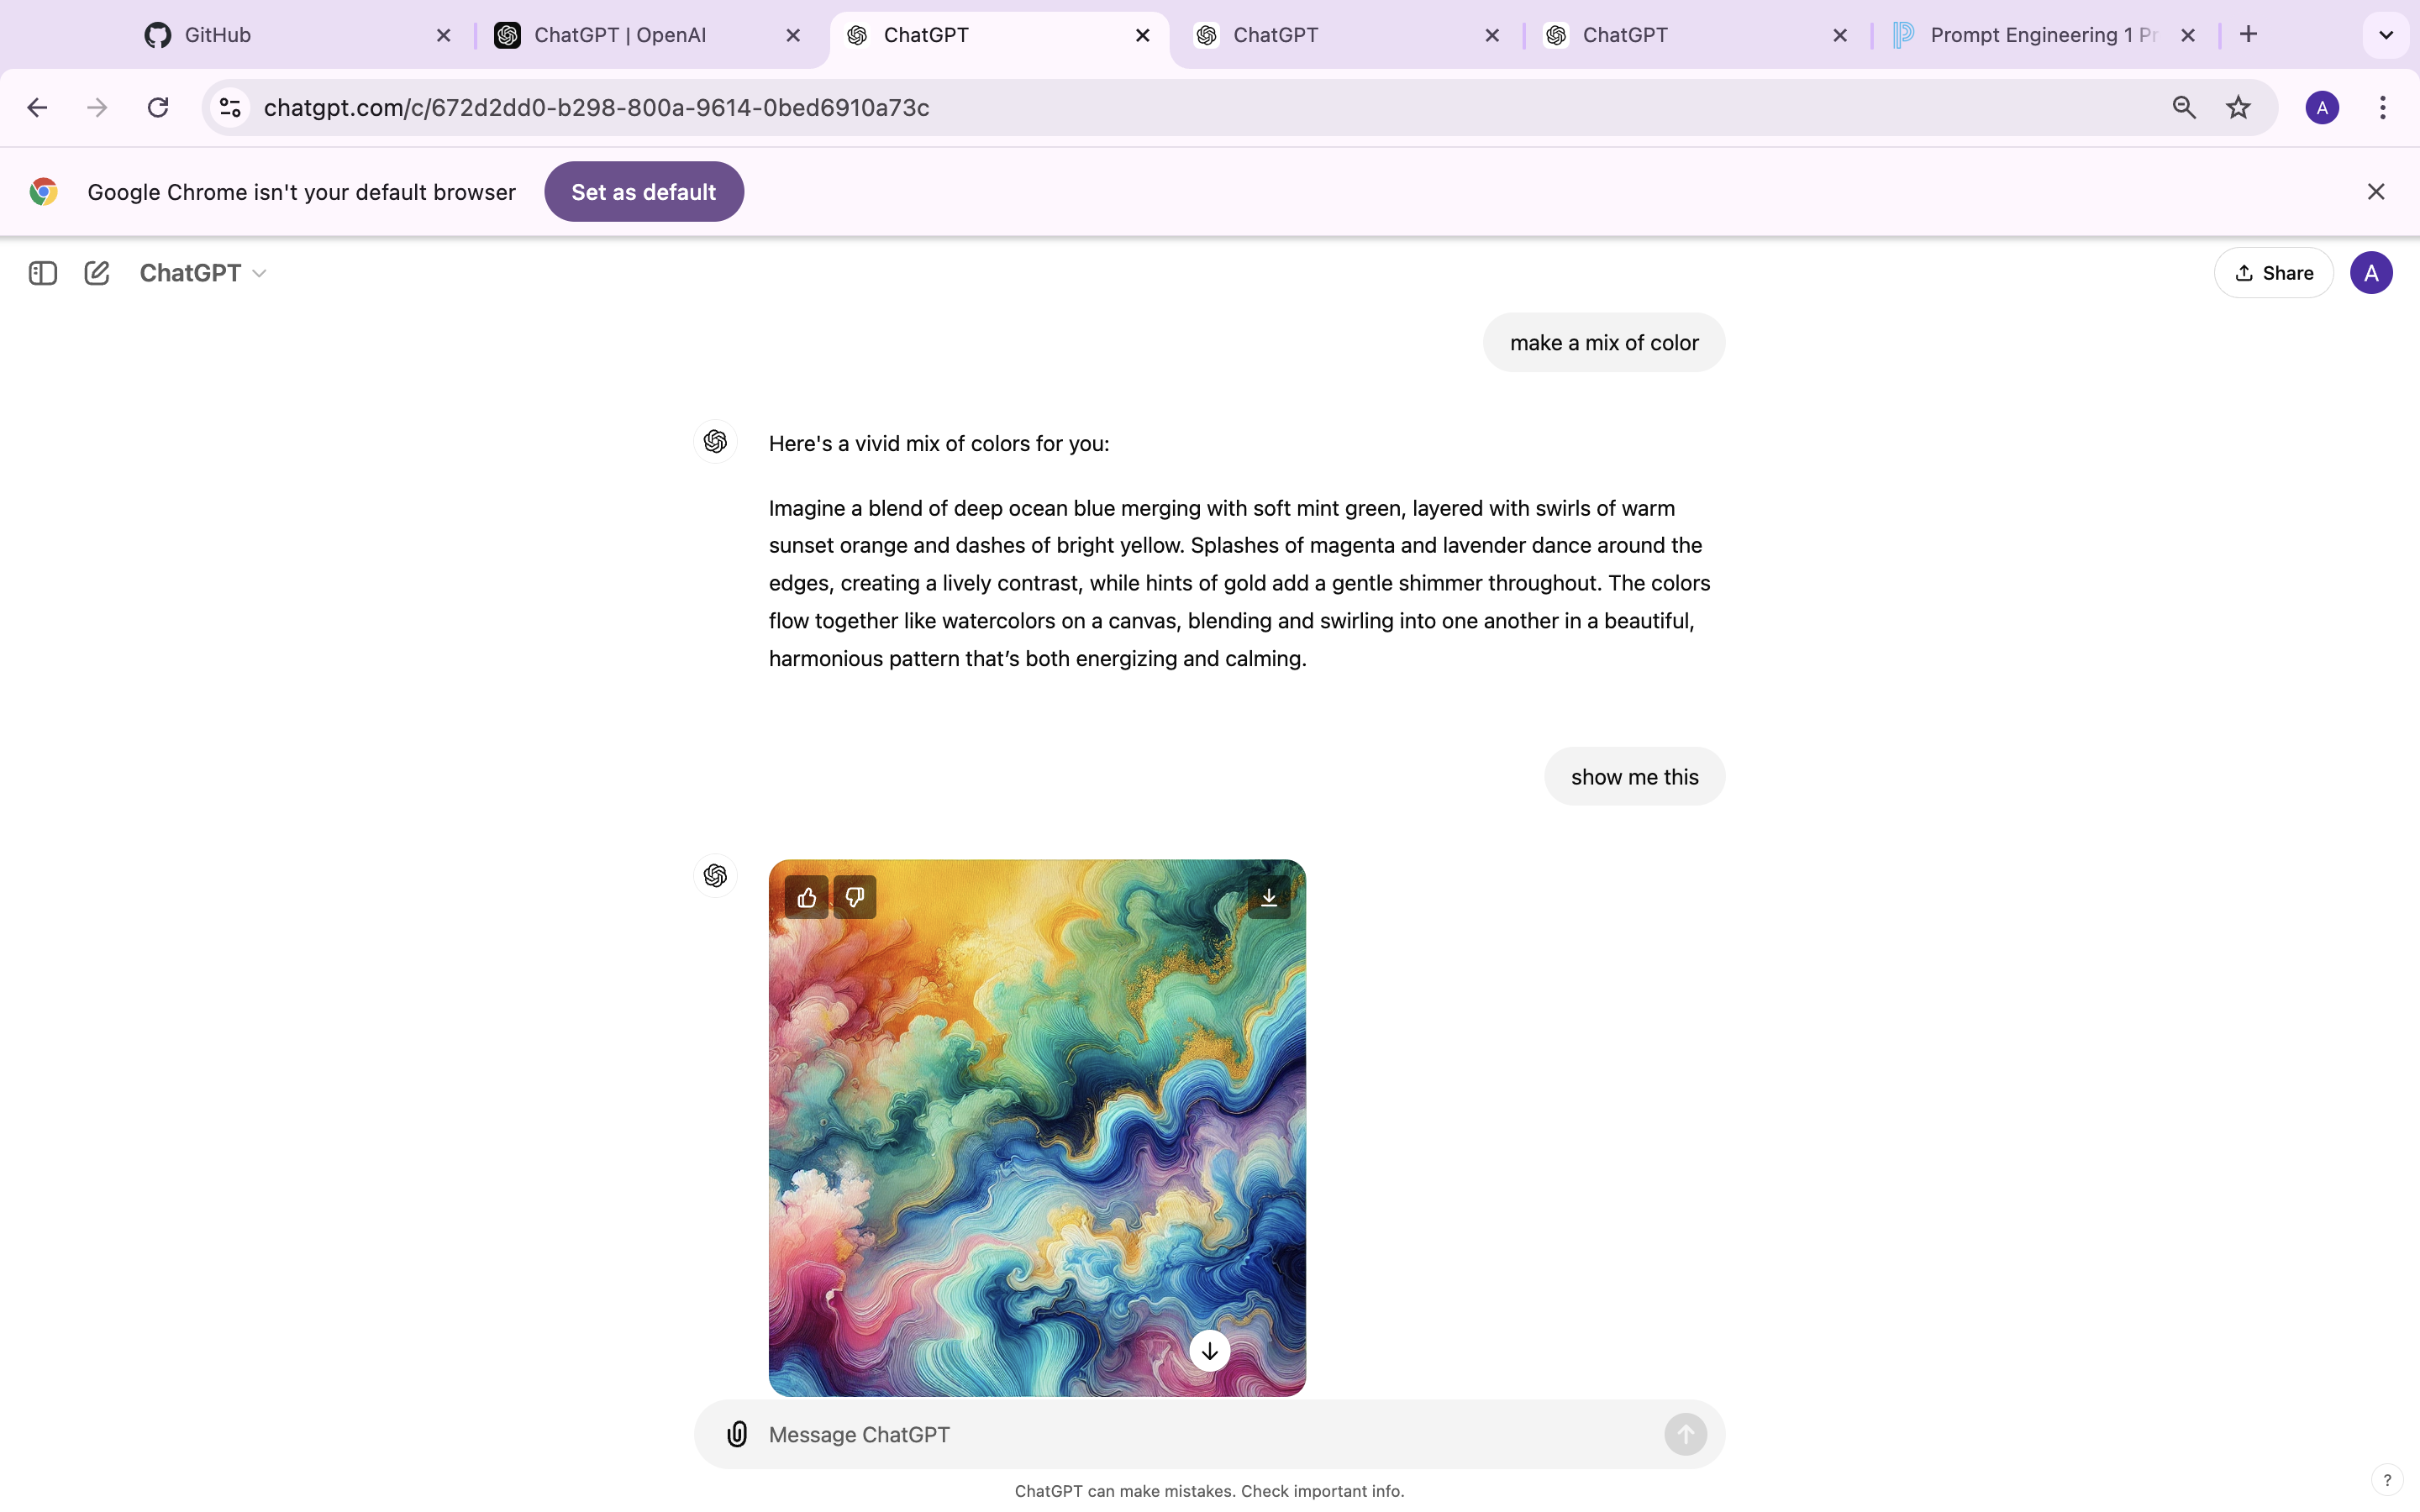 GitHub
ChatGPT | OpenAI
ChatGPT
ChatGPT
ChatGPT
Prompt Engineering 1 Pr
chatgpt.com/c/672d2dd0-b298-800a-9614-0bed6910a73c
A
Google Chrome isn't your default browser
Set as default
ChatGPT
Share
A
make a mix of color
Here's a vivid mix of colors for you:
Imagine a blend of deep ocean blue merging with soft mint green, layered with swirls of warm
sunset orange and dashes of bright yellow. Splashes of magenta and lavender dance around the
edges, creating a lively contrast, while hints of gold add a gentle shimmer throughout. The colors
flow together like watercolors on a canvas, blending and swirling into one another in a beautiful,
harmonious pattern that’s both energizing and calming.
show me this
Message ChatGPT
ChatGPT can make mistakes. Check important info.
?